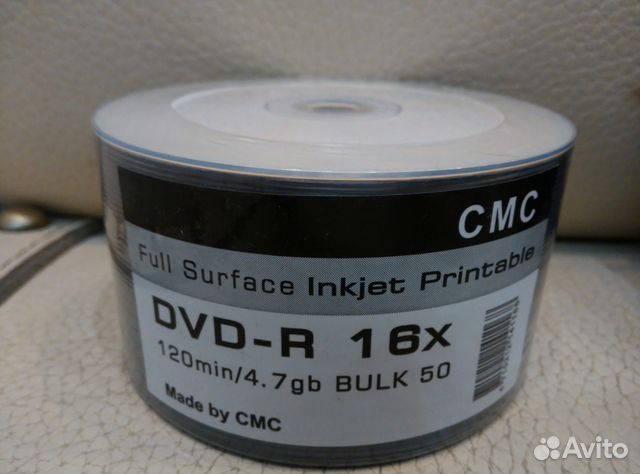 CMC
Full Surface Inkjet Printable
DVD-R 16x
120min/4.7gb BULK 50
Made by CMC
Avito